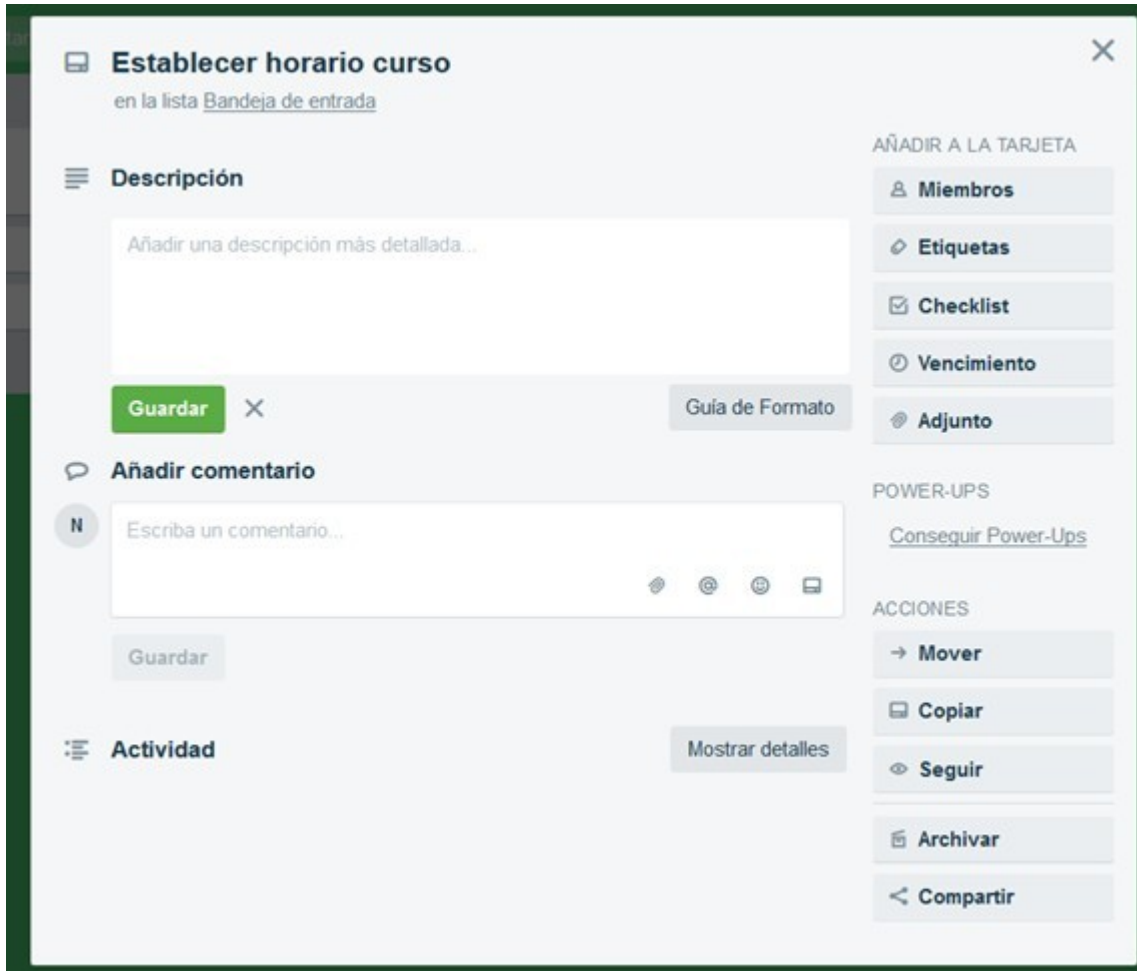 Establecer horario curso
en la lista Bandeja de entrada
Descripción
Añadir una descripción más detallada...
Guardar
Guía de Formato
Añadir comentario
N
Escriba un comentario...
Guardar
Actividad
Mostrar detalles
AÑADIR A LA TARJETA
Miembros
Etiquetas
Checklist
Vencimiento
Adjunto
POWER-UPS
Conseguir Power-Ups
ACCIONES
Mover
Copiar
Seguir
Archivar
Compartir